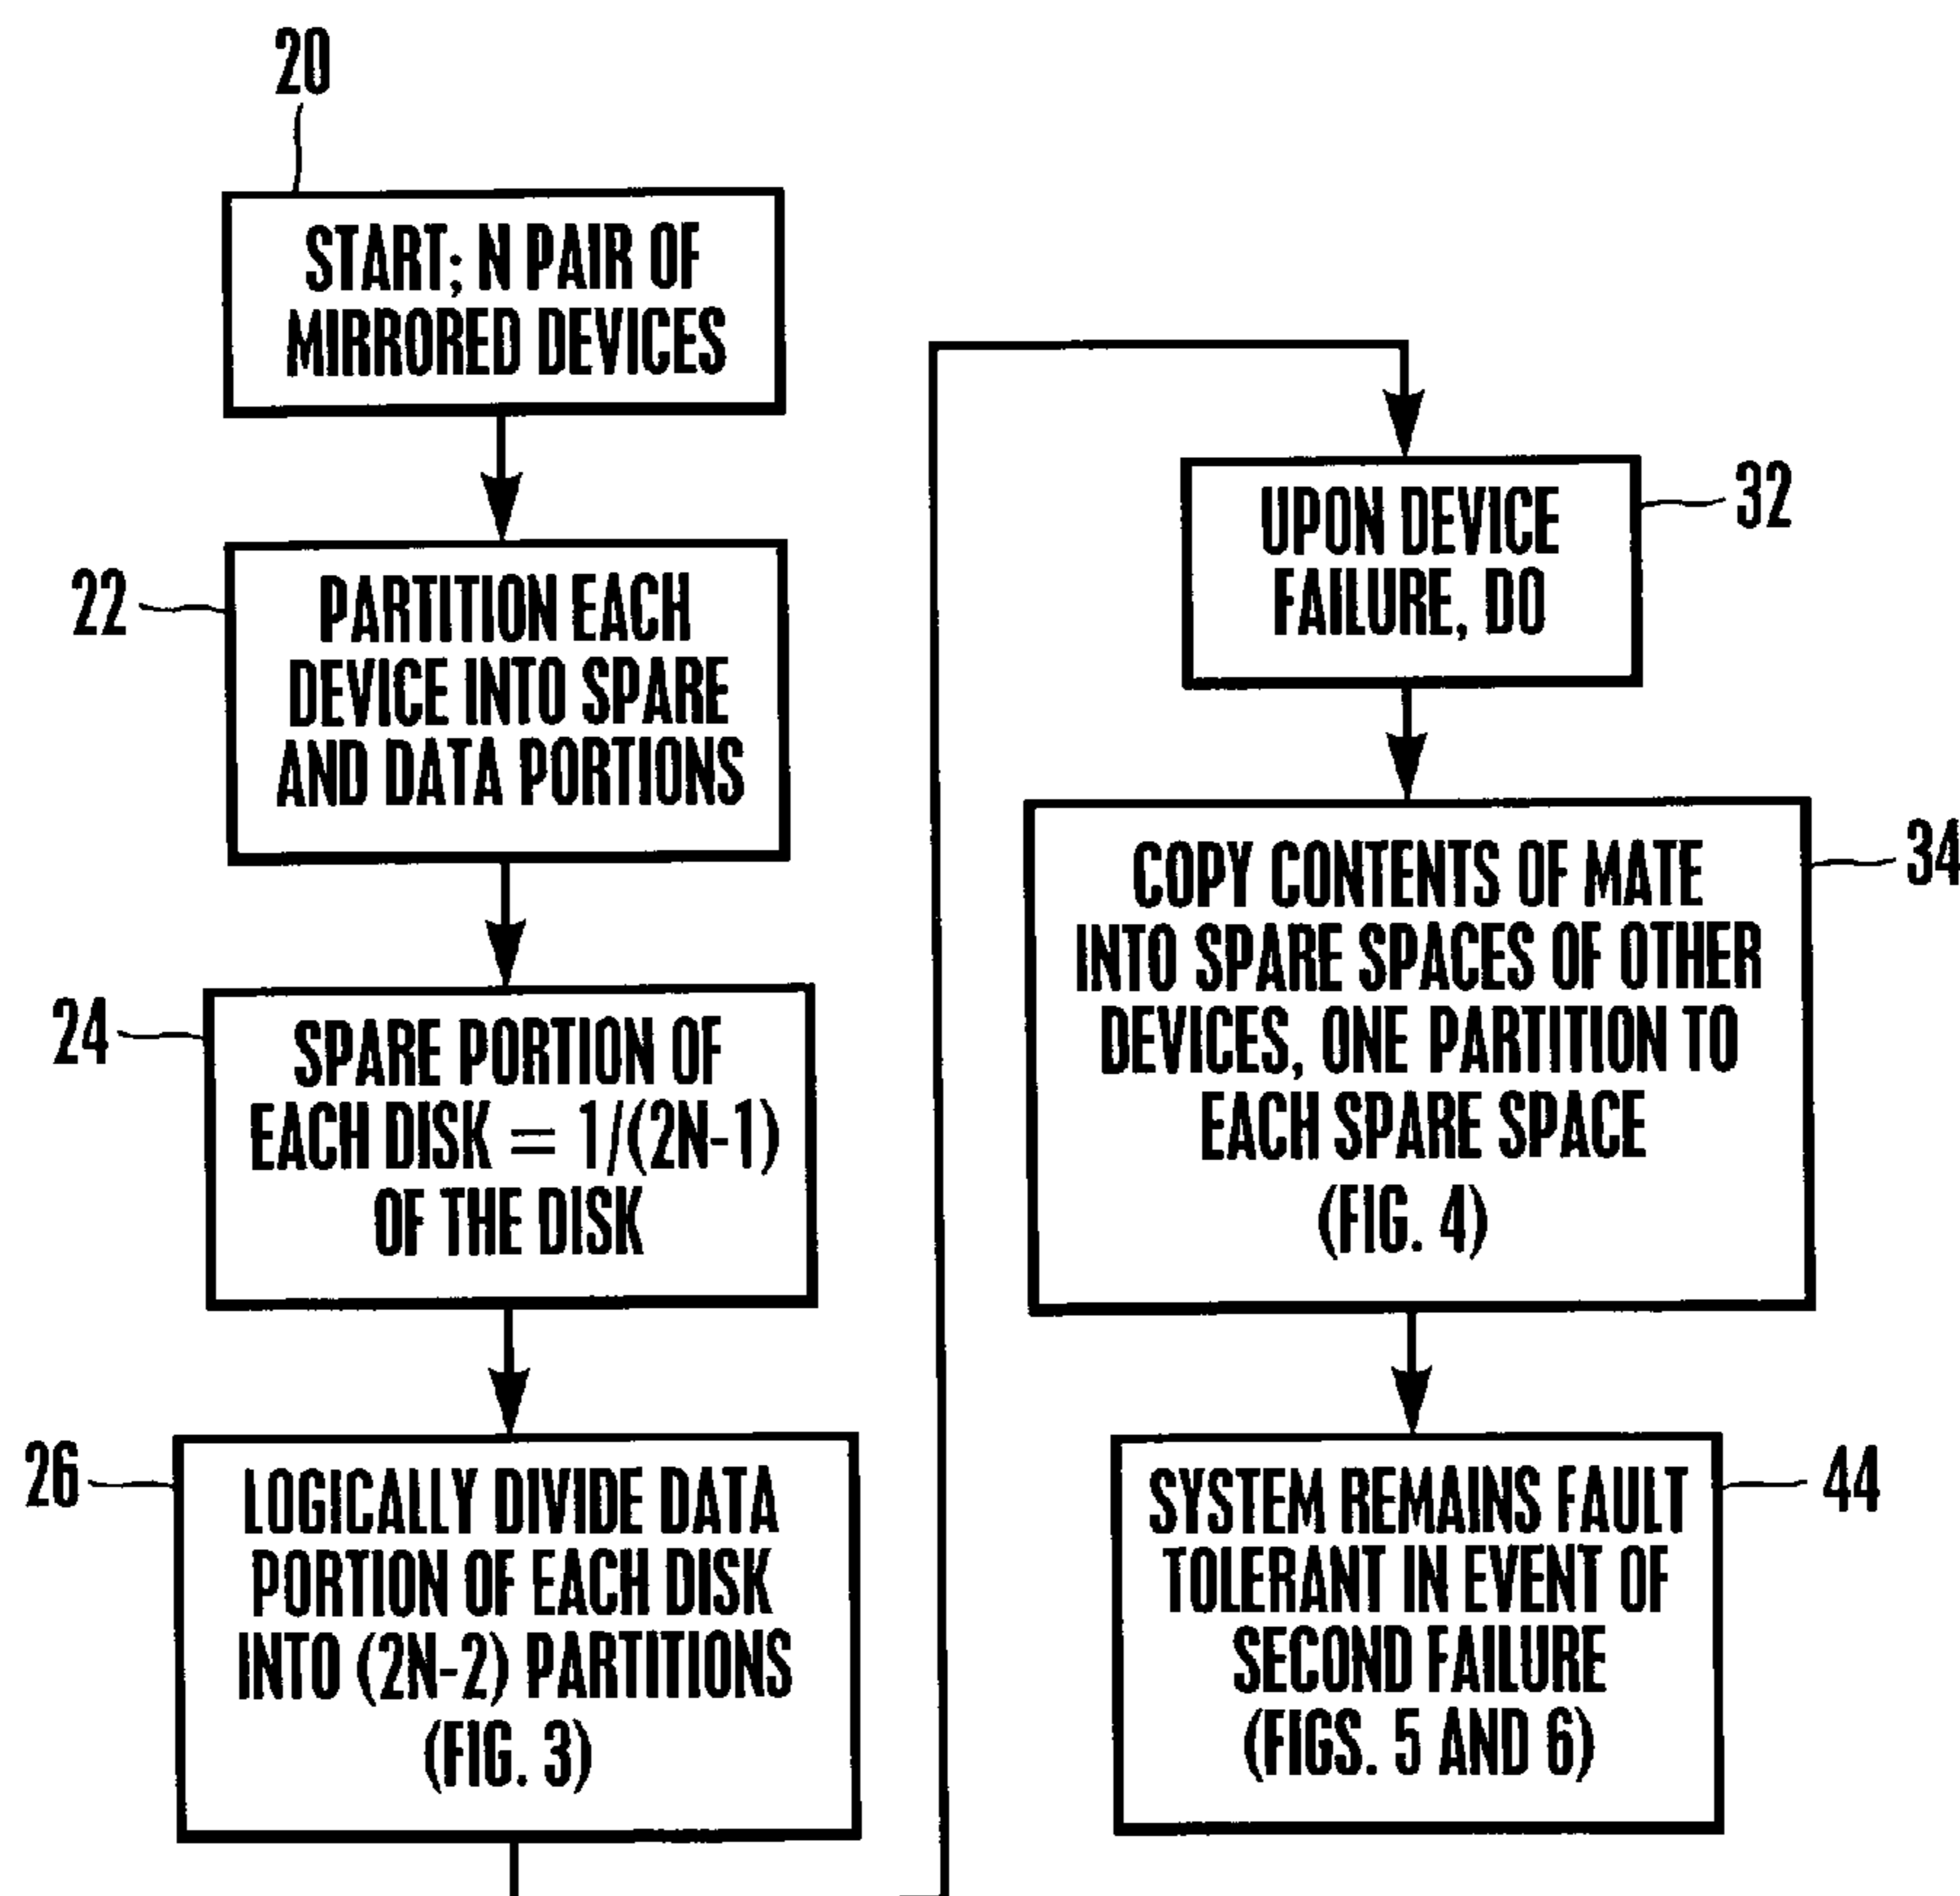 20
START; N PAIR OF
MIRRORED DEVICES
22
PARTITION EACH
DEVICE INTO SPARE
AND DATA PORTIONS
24
SPARE PORTION OF
EACH DISK = 1/(2N-1)
OF THE DISK
26
LOGICALLY DIVIDE DATA
PORTION OF EACH DISK
INTO (2N-2) PARTITIONS
(FIG. 3)
UPON DEVICE
FAILURE, DO
32
COPY CONTENTS OF MATE
INTO SPARE SPACES OF OTHER
DEVICES, ONE PARTITION TO
EACH SPARE SPACE
(FIG. 4)
34
SYSTEM REMAINS FAULT
TOLERANT IN EVENT OF
SECOND FAILURE
(FIGS. 5 AND 6)
44